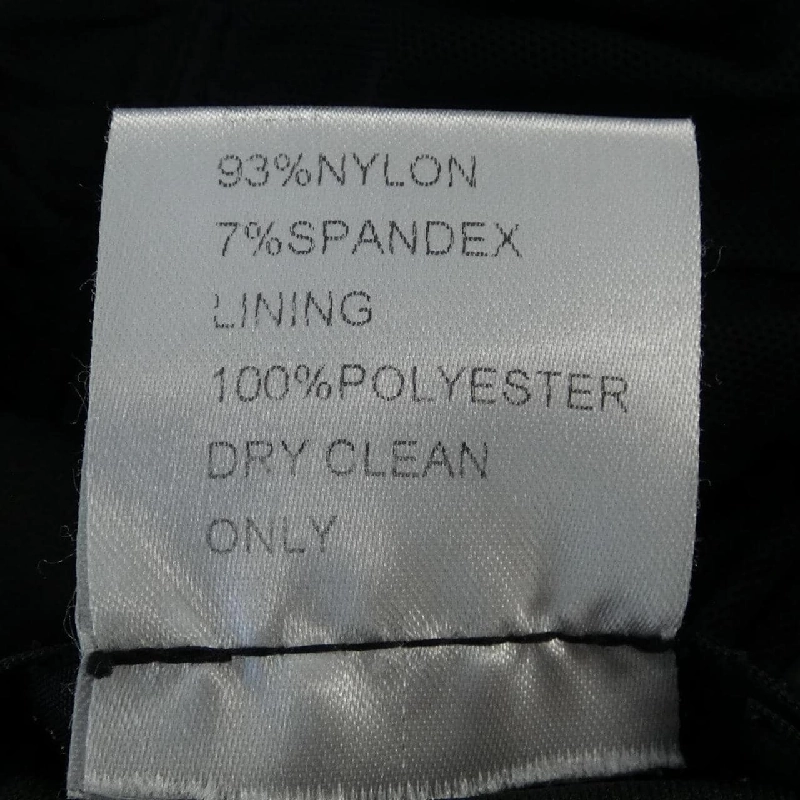 93%NYLON
7%SPANDEX
LINING
100%POLYESTER
DRY CLEAN
ONLY